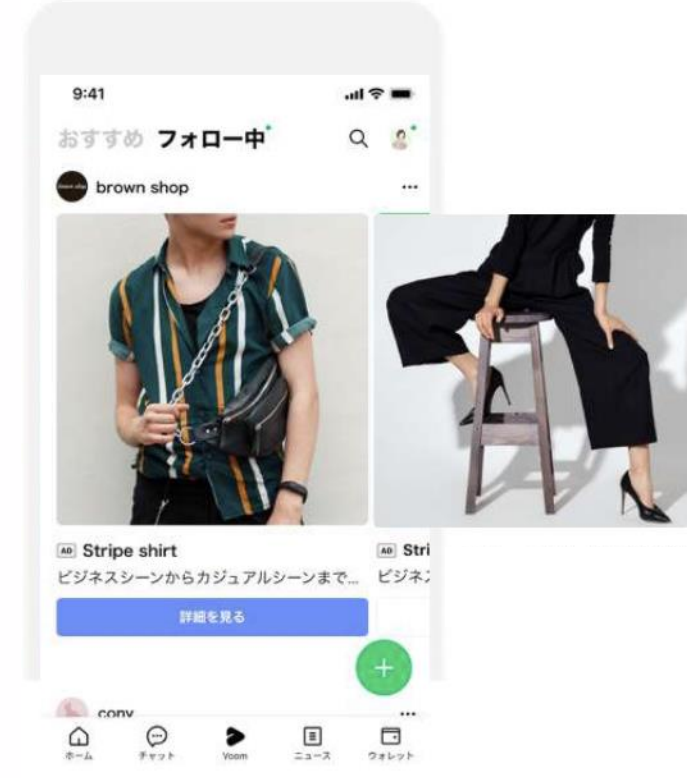 9:41
おすすめ フォロー中
brown shop
brown shop
AD Stripe shirt
AD Stri
ビジネスシーンからカジュアルシーンまで...
ビジネス
詳細を見る
cony
ホーム チャット Voom ニュース ウォレット